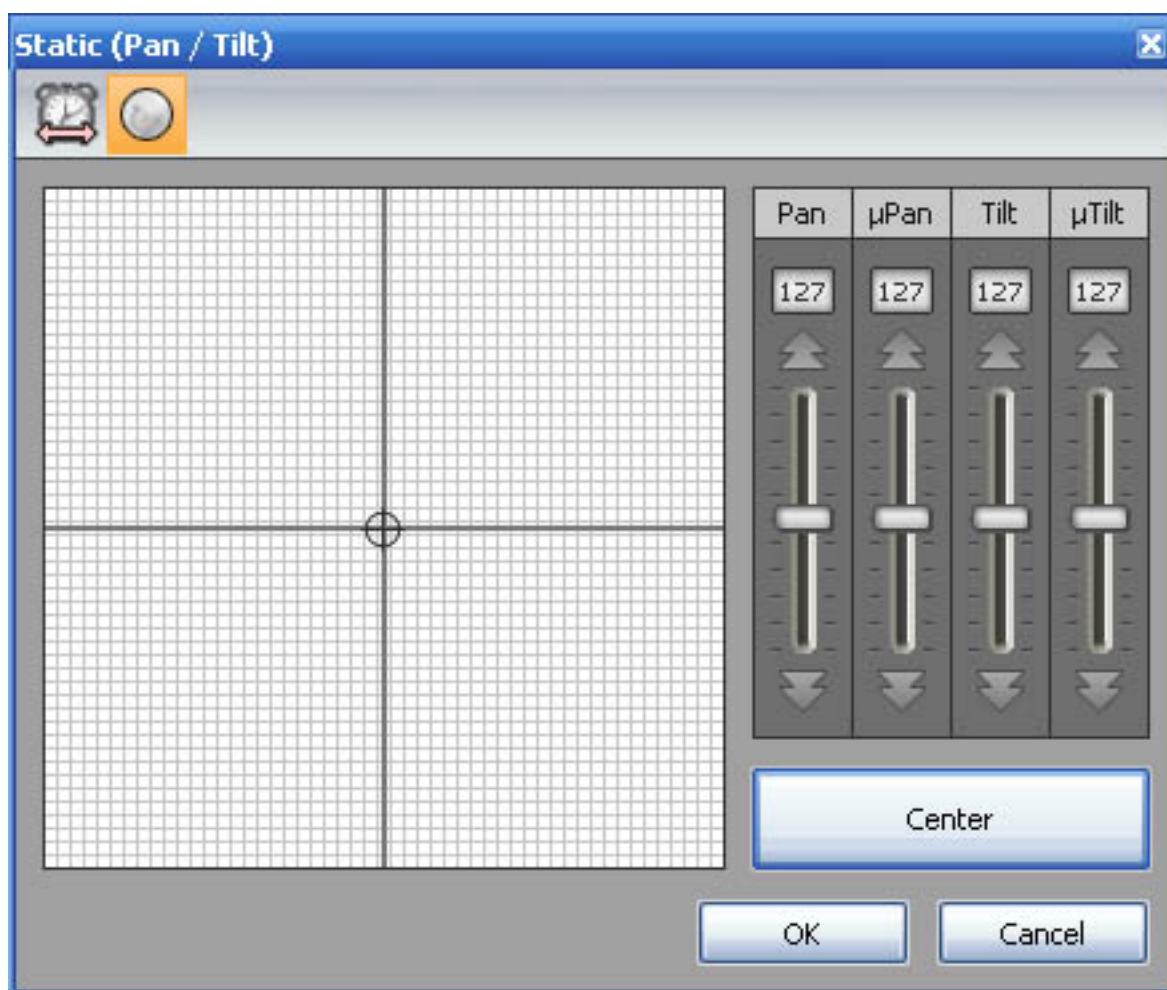 Static (Pan / Tilt)
Pan µPan Tilt µTilt
127 127 127 127
Center
OK Cancel